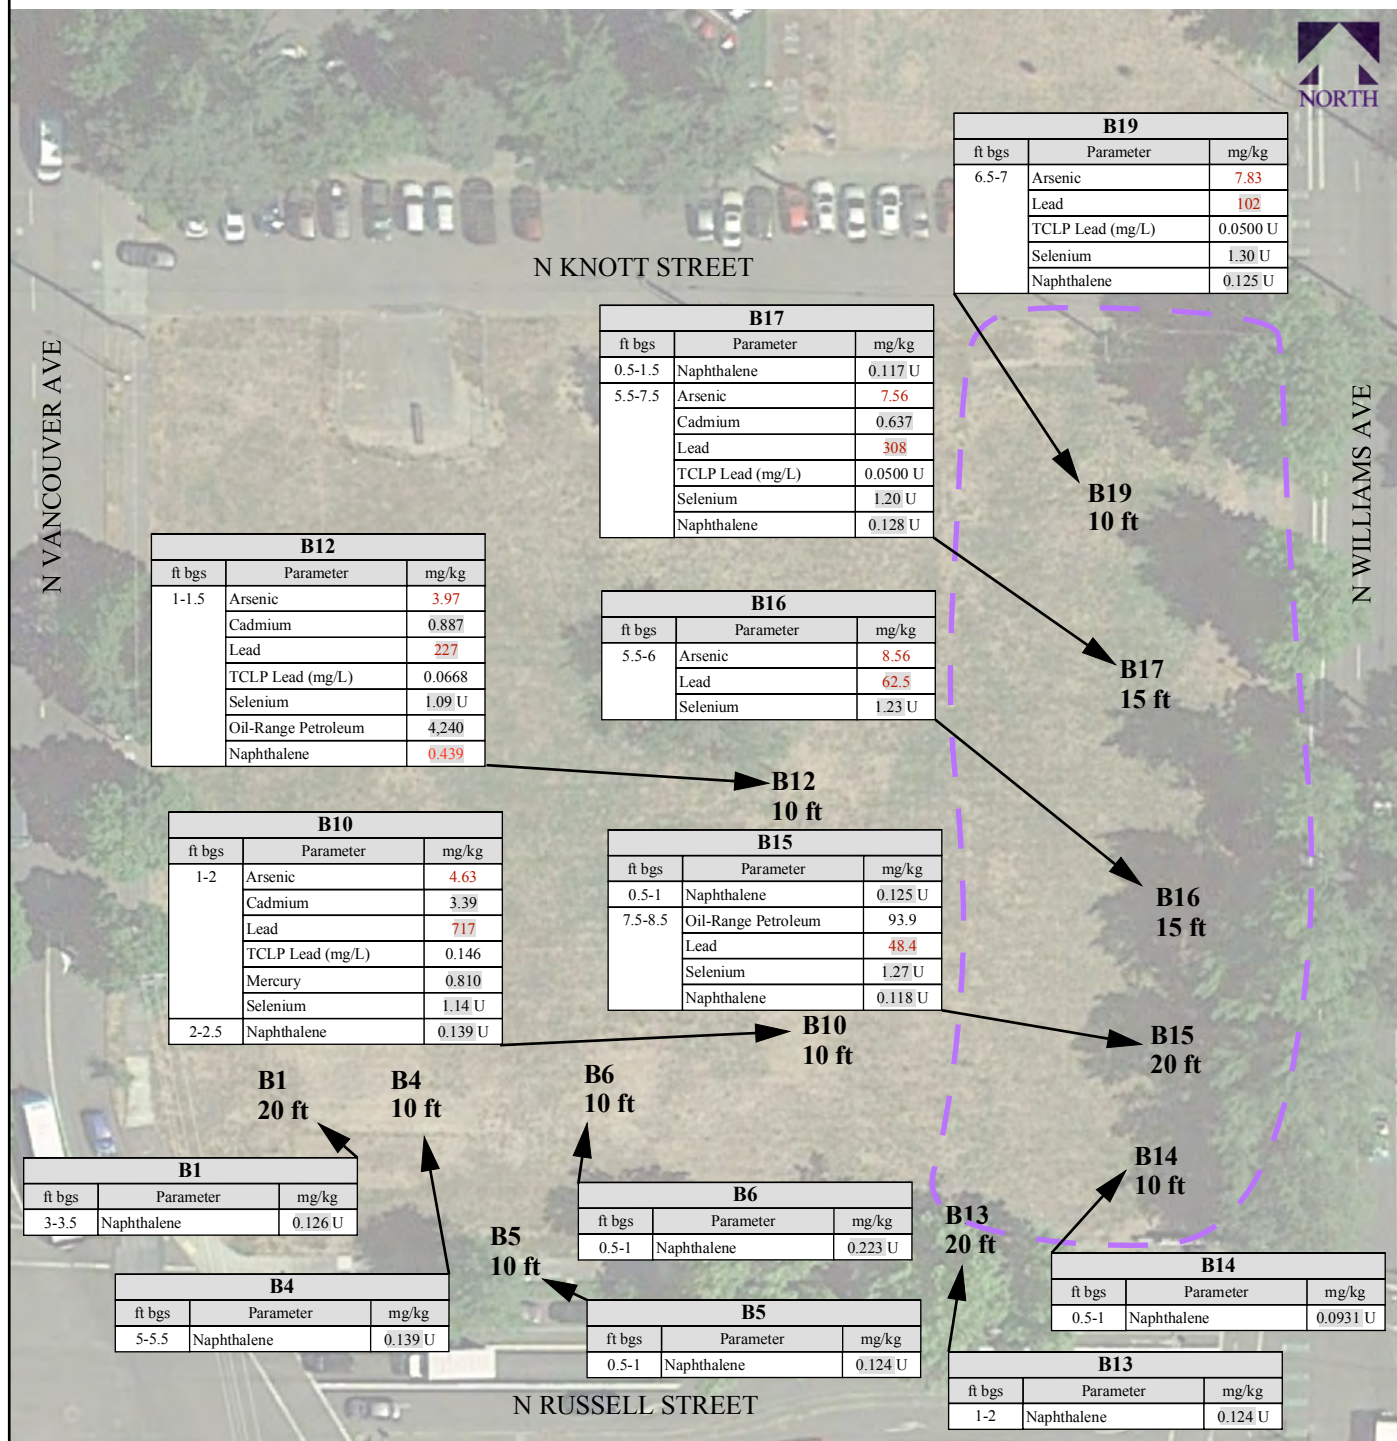 NORTH
B19
ft bgs Parameter mg/kg
6.5-7 Arsenic 7.83
Lead 102
TCLP Lead (mg/L) 0.0500 U
Selenium 1.30 U
Naphthalene 0.125 U
N KNOTT STREET
B17
ft bgs Parameter mg/kg
0.5-1.5 Naphthalene 0.117 U
5.5-7.5 Arsenic 7.56
Cadmium 0.637
Lead 308
TCLP Lead (mg/L) 0.0500 U
Selenium 1.20 U
Naphthalene 0.128 U
N VANCOUVER AVE
N WILLIAMS AVE
B19
10 ft
B12
ft bgs Parameter mg/kg
1-1.5 Arsenic 3.97
Cadmium 0.887
Lead 227
TCLP Lead (mg/L) 0.0668
Selenium 1.09 U
Oil-Range Petroleum 4,240
Naphthalene 0.439
B16
ft bgs Parameter mg/kg
5.5-6 Arsenic 8.56
Lead 62.5
Selenium 1.23 U
B17
15 ft
B12
10 ft
B10
ft bgs Parameter mg/kg
1-2 Arsenic 4.63
Cadmium 3.39
Lead 717
TCLP Lead (mg/L) 0.146
Mercury 0.810
Selenium 1.14 U
2-2.5 Naphthalene 0.139 U
B15
ft bgs Parameter mg/kg
0.5-1 Naphthalene 0.125 U
7.5-8.5 Oil-Range Petroleum 93.9
Lead 48.4
Selenium 1.27 U
Naphthalene 0.118 U
B16
15 ft
B10
10 ft
B15
20 ft
B1
20 ft
B4
10 ft
B6
10 ft
B14
10 ft
B1
ft bgs Parameter mg/kg
3-3.5 Naphthalene 0.126 U
B6
ft bgs Parameter mg/kg
0.5-1 Naphthalene 0.223 U
B5
10 ft
B13
20 ft
B4
ft bgs Parameter mg/kg
5-5.5 Naphthalene 0.139 U
B14
ft bgs Parameter mg/kg
0.5-1 Naphthalene 0.0931 U
B5
ft bgs Parameter mg/kg
0.5-1 Naphthalene 0.124 U
B13
ft bgs Parameter mg/kg
1-2 Naphthalene 0.124 U
N RUSSELL STREET